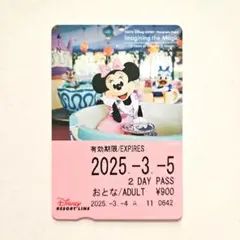 Imagining the Magic
有効期限/EXPIRES
2025.-3.-5
2 DAY PASS
おとな/ADULT ¥900
Disney
RESORT LINE
2025.-3.-4 A 11 0642